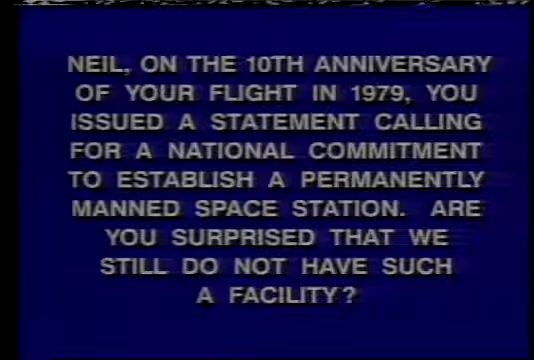 NEIL, ON THE 10TH ANNIVERSARY
OF YOUR FLIGHT IN 1979, YOU
ISSUED A STATEMENT CALLING
FOR A NATIONAL COMMITMENT
TO ESTABLISH A PERMANENTLY
MANNED SPACE STATION. ARE
YOU SURPRISED THAT WE
STILL DO NOT HAVE SUCH
A FACILITY?